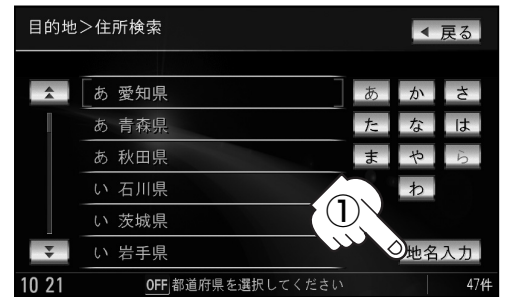 目的地>住所検索
戻る
あ 愛知県
あ 青森県
あ 秋田県
い 石川県
い 茨城県
い 岩手県
あ か さ
た な は
ま や ら
わ
①
地名入力
10 21
OFF 都道府県を選択してください
47件